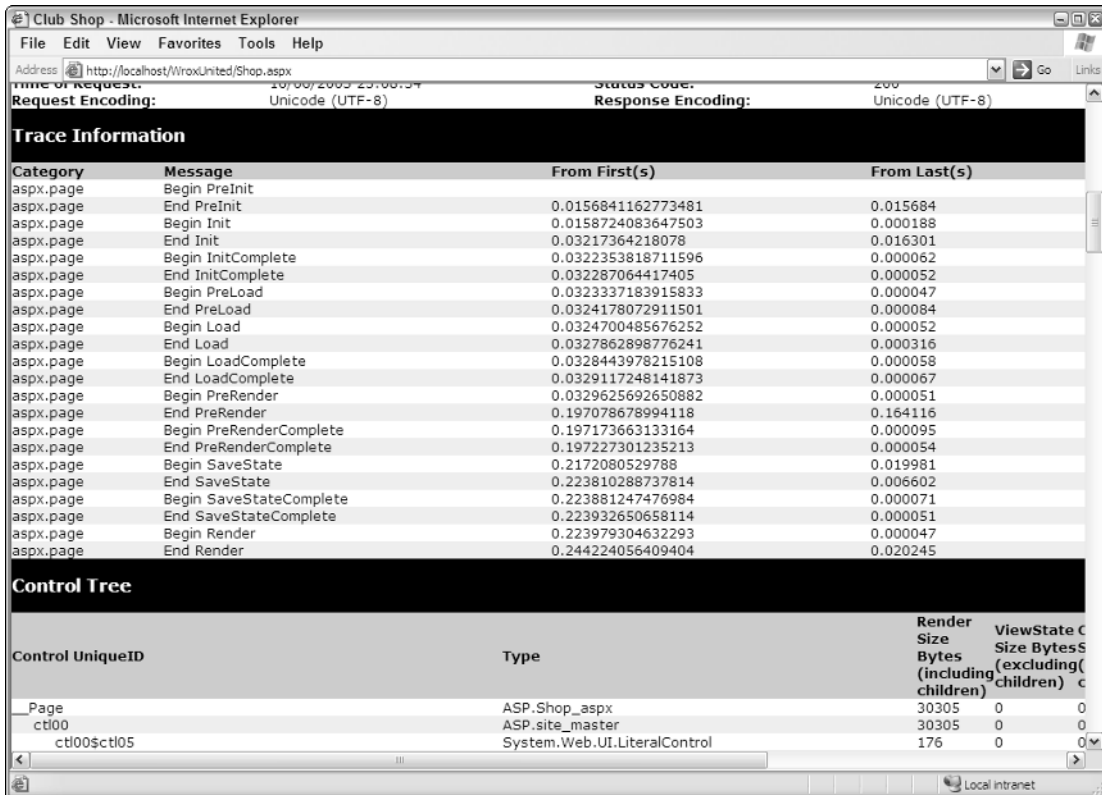 Club Shop - Microsoft Internet Explorer
File Edit View Favorites Tools Help
Address http://localhost/WroxUnited/Shop.aspx Go Links
Time of Request: Status Code: 200
Request Encoding: Unicode (UTF-8) Response Encoding: Unicode (UTF-8)
Trace Information
Category Message From First(s) From Last(s)
aspx.page Begin PreInit
aspx.page End PreInit 0.0156841162773481 0.015684
aspx.page Begin Init 0.0158724083647503 0.000188
aspx.page End Init 0.03217364218078 0.016301
aspx.page Begin InitComplete 0.0322353818711596 0.000062
aspx.page End InitComplete 0.032287064417405 0.000052
aspx.page Begin PreLoad 0.0323337183915833 0.000047
aspx.page End PreLoad 0.0324178072911501 0.000084
aspx.page Begin Load 0.0324700485676252 0.000052
aspx.page End Load 0.0327862898776241 0.000316
aspx.page Begin LoadComplete 0.0328443978215108 0.000058
aspx.page End LoadComplete 0.0329117248141873 0.000067
aspx.page Begin PreRender 0.0329625692650882 0.000051
aspx.page End PreRender 0.197078678994118 0.164116
aspx.page Begin PreRenderComplete 0.197173663133164 0.000095
aspx.page End PreRenderComplete 0.197227301235213 0.000054
aspx.page Begin SaveState 0.2172080529788 0.019981
aspx.page End SaveState 0.223810288737814 0.006602
aspx.page Begin SaveStateComplete 0.223881247476984 0.000071
aspx.page End SaveStateComplete 0.223932650658114 0.000051
aspx.page Begin Render 0.223979304632293 0.000047
aspx.page End Render 0.244224056409404 0.020245
Control Tree
Control UniqueID Type Render Size Bytes (including children) ViewState Size Bytes (excluding children)
__Page ASP.Shop_aspx 30305 0 0
ctl00 ASP.site_master 30305 0 0
ctl00$ctl05 System.Web.UI.LiteralControl 176 0 0
Local intranet